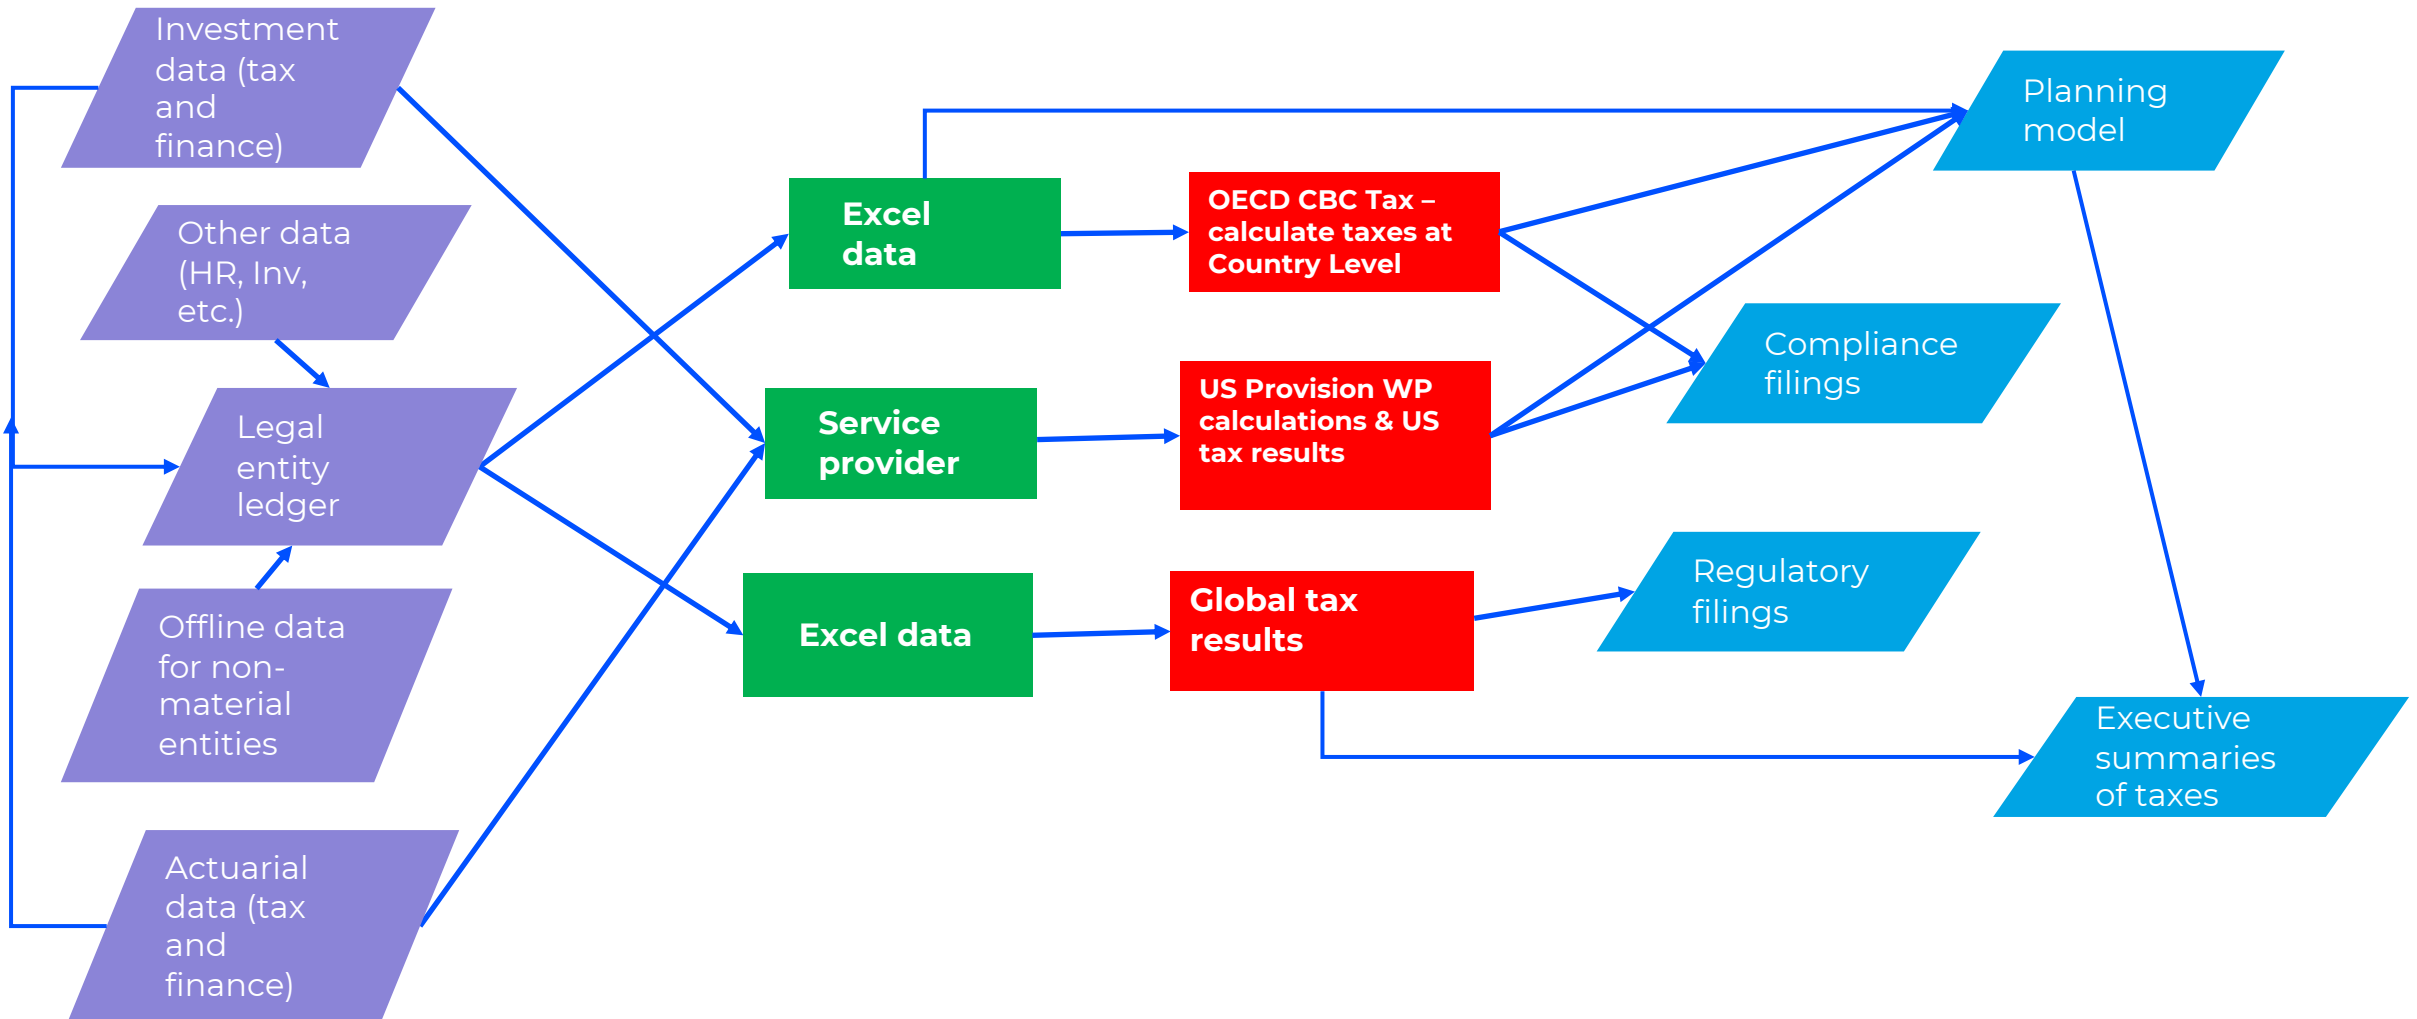 Investment
data (tax
and
finance)
Other data
(HR, Inv,
etc.)
Legal
entity
ledger
Offline data
for non-
material
entities
Actuarial
data (tax
and
finance)
Excel
data
Service
provider
Excel data
OECD CBC Tax –
calculate taxes at
Country Level
US Provision WP
calculations & US
tax results
Global tax
results
Planning
model
Compliance
filings
Regulatory
filings
Executive
summaries
of taxes